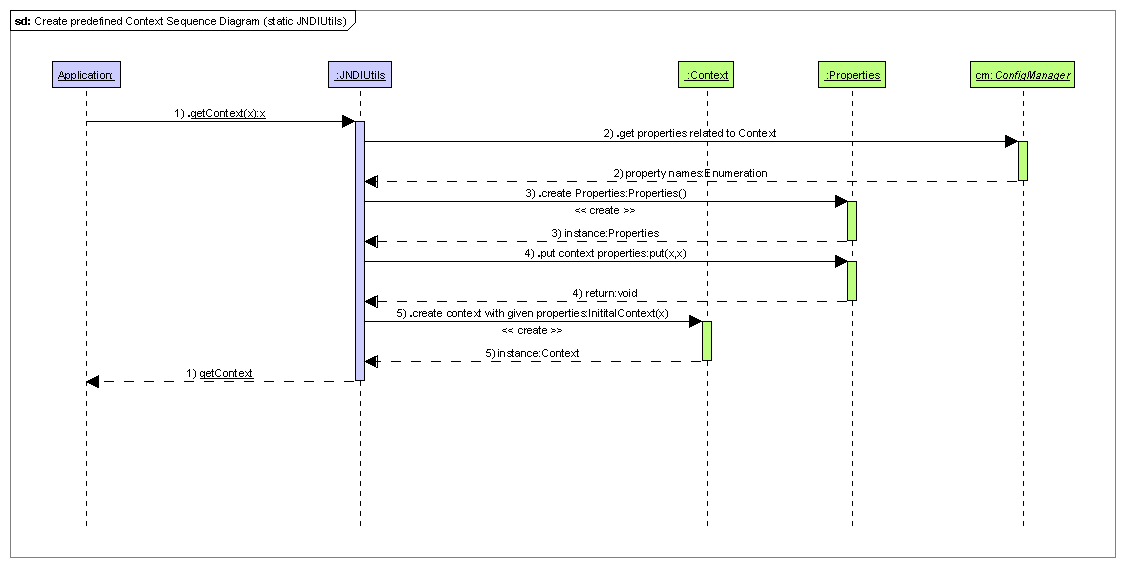 sd: Create predefined Context Sequence Diagram (static JNDIUtils)
Application: :JNDIUtils :Context :Properties cm: ConfigManager
1) .getContext(x):x
2) .get properties related to Context
2) property names:Enumeration
3) .create Properties:Properties()
<< create >>
3) instance:Properties
4) .put context properties:put(x,x)
4) return:void
5) .create context with given properties:InititalContext(x)
<< create >>
5) instance:Context
1) getContext